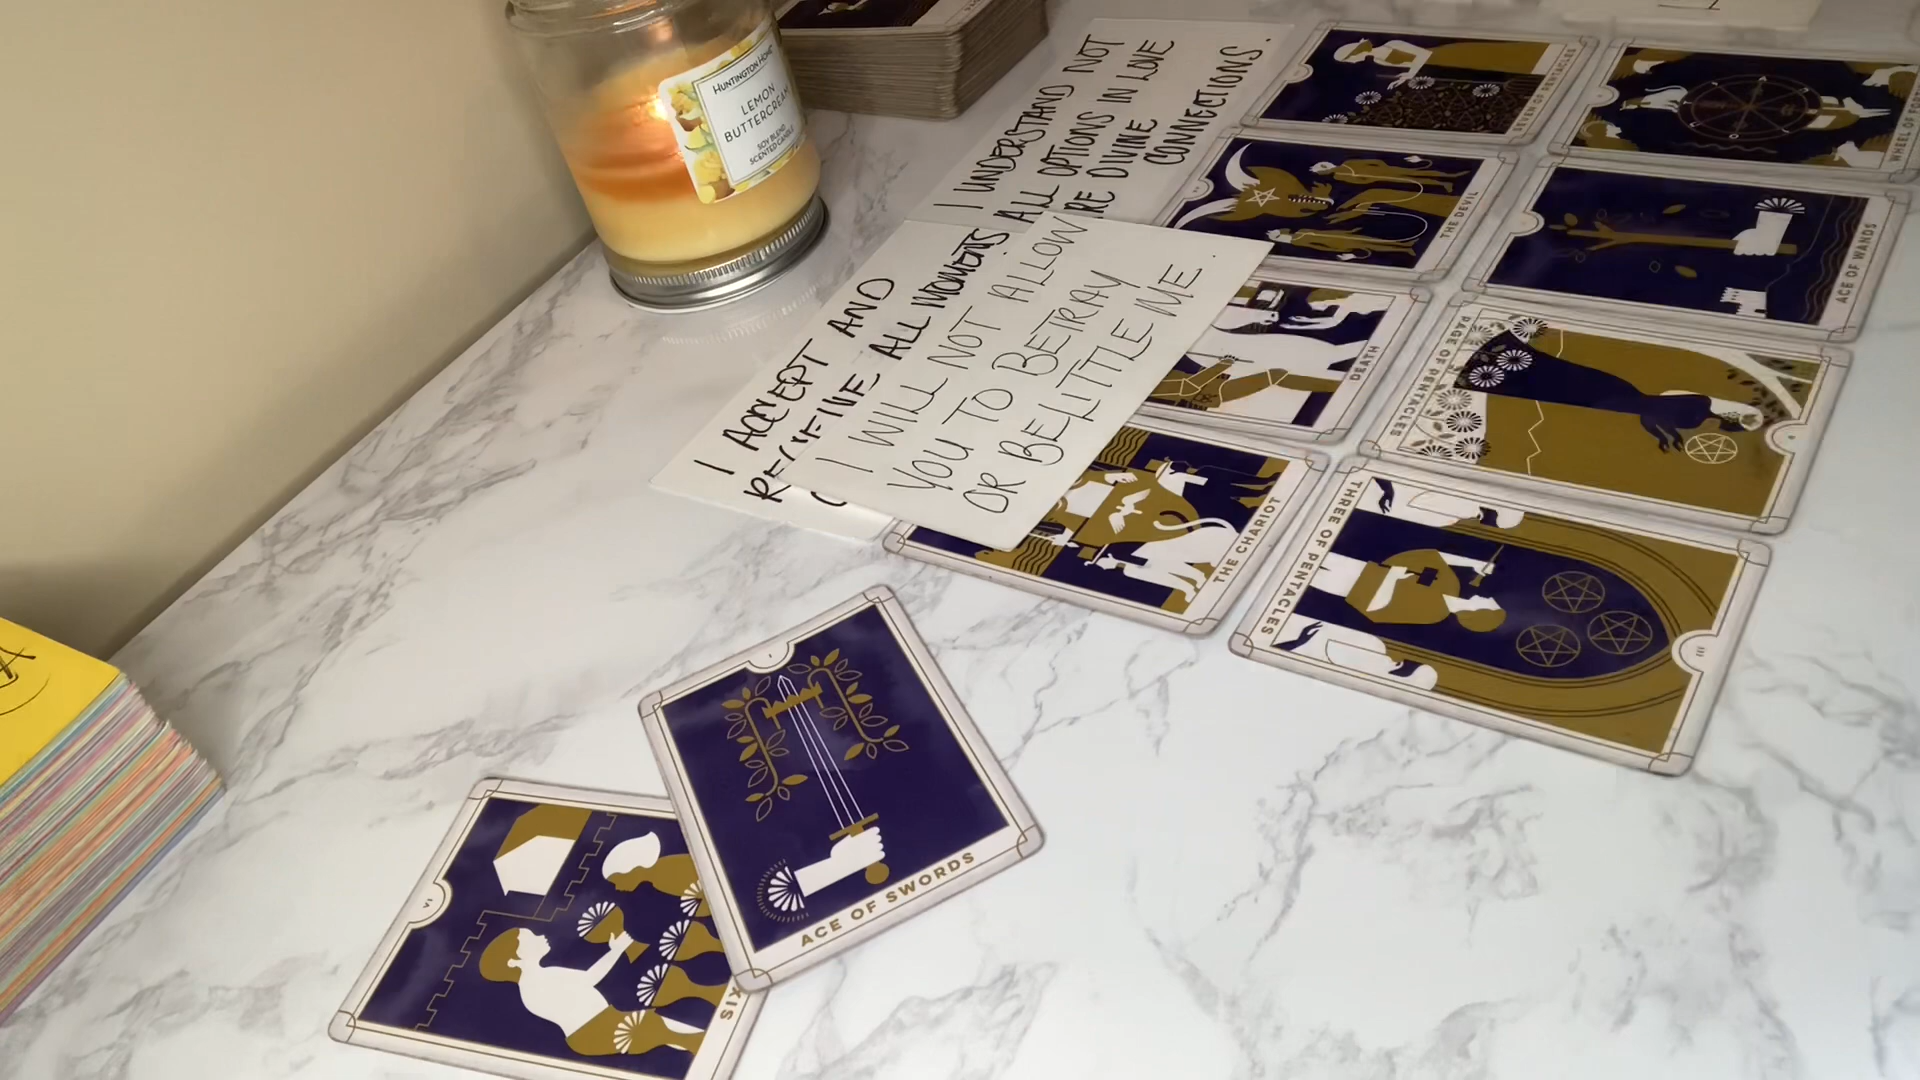 HUNTINGTON HOME
LEMON
BUTTERCREAM
SOY BLEND
SCENTED CANDLE
I UNDERSTAND NOT
ALL OPTIONS IN LOVE
ARE DIVINE
CONNECTIONS.
I ACCEPT AND
ALL MOMENTS
I WILL NOT ALLOW
YOU TO BETRAY
OR BELITTLE ME.
SEVEN OF PENTACLES
WHEEL OF
THE DEVIL
ACE OF WANDS
DEATH
PAGE OF PENTACLES
THE CHARIOT
THREE OF PENTACLES
III
I
ACE OF SWORDS
VI
SIX